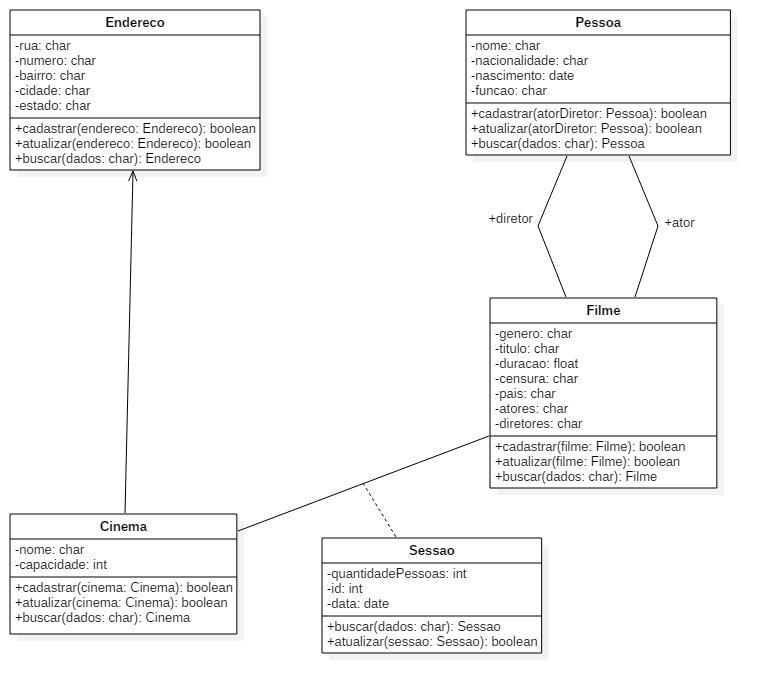 Endereco
-rua: char
-numero: char
-bairro: char
-cidade: char
-estado: char
+cadastrar(endereco: Endereco): boolean
+atualizar(endereco: Endereco): boolean
+buscar(dados: char): Endereco
Pessoa
-nome: char
-nacionalidade: char
-nascimento: date
-funcao: char
+cadastrar(atorDiretor: Pessoa): boolean
+atualizar(atorDiretor: Pessoa): boolean
+buscar(dados: char): Pessoa
+diretor
+ator
Filme
-genero: char
-titulo: char
-duracao: float
-censura: char
-pais: char
-atores: char
-diretores: char
+cadastrar(filme: Filme): boolean
+atualizar(filme: Filme): boolean
+buscar(dados: char): Filme
Cinema
-nome: char
-capacidade: int
+cadastrar(cinema: Cinema): boolean
+atualizar(cinema: Cinema): boolean
+buscar(dados: char): Cinema
Sessao
-quantidadePessoas: int
-id: int
-data: date
+buscar(dados: char): Sessao
+atualizar(sessao: Sessao): boolean